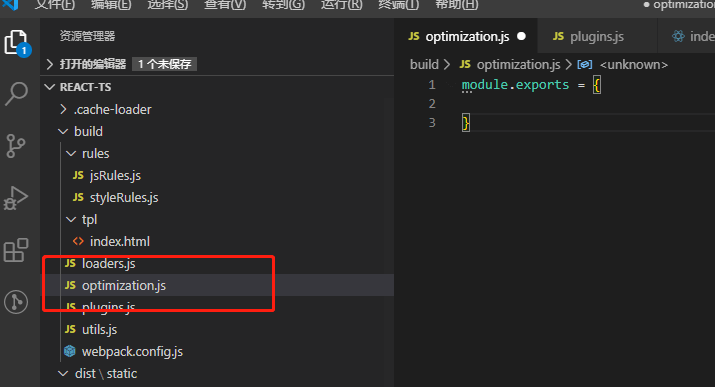 文件(F) 编辑(E) 选择(S) 查看(V) 转到(G) 运行(R) 终端(T) 帮助(H) ● optimization
资源管理器
打开的编辑器 1 个未保存
REACT-TS
.cache-loader
build
rules
JS jsRules.js
JS styleRules.js
tpl
<> index.html
JS loaders.js
JS optimization.js
JS plugins.js
JS utils.js
webpack.config.js
dist \ static
1
JS optimization.js ● JS plugins.js inde
build > JS optimization.js > <unknown>
1 module.exports = {
2
3 }